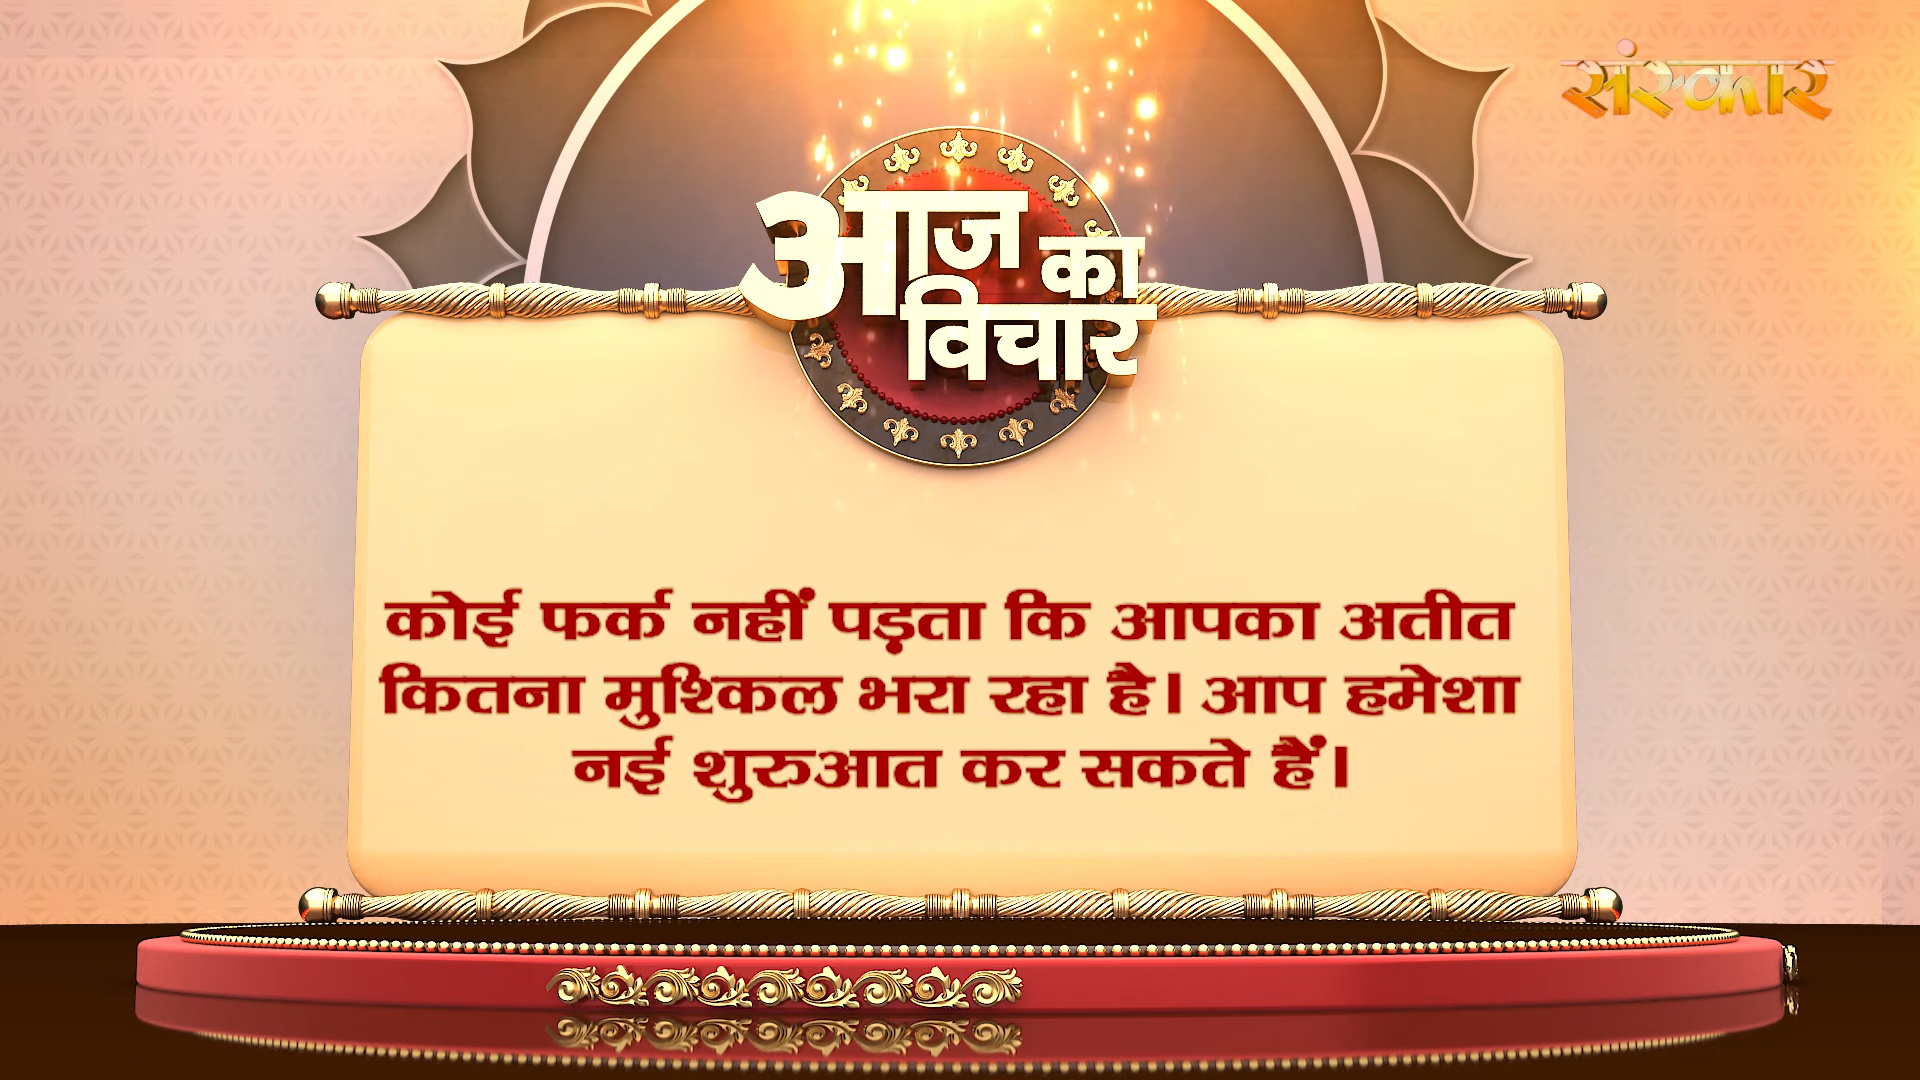 संस्कार
आज का
विचार
कोई फर्क नहीं पड़ता कि आपका अतीत
कितना मुश्किल भरा रहा है। आप हमेशा
नई शुरुआत कर सकते हैं।